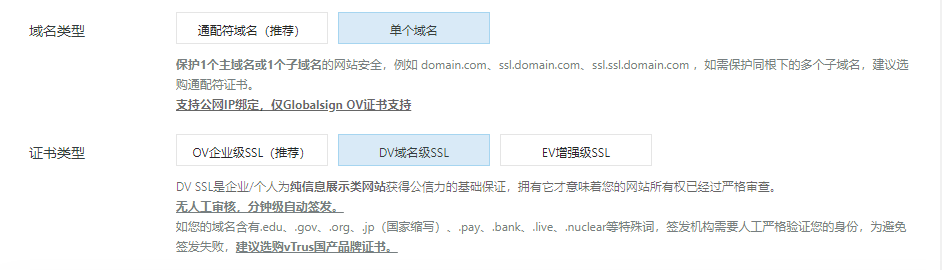 域名类型 通配符域名（推荐） 单个域名
保护1个主域名或1个子域名的网站安全，例如 domain.com、ssl.domain.com、ssl.ssl.domain.com ，如需保护同根下的多个子域名，建议选
购通配符证书。
支持公网IP绑定，仅Globalsign OV证书支持
证书类型 OV企业级SSL（推荐） DV域名级SSL EV增强级SSL
DV SSL是企业/个人为纯信息展示类网站获得公信力的基础保证，拥有它才意味着您的网站所有权已经过严格审查。
无人工审核，分钟级自动签发。
如您的域名含有.edu、.gov、.org、.jp（国家缩写）、.pay、.bank、.live、.nuclear等特殊词，签发机构需要人工严格验证您的身份，为避免
签发失败，建议选购vTrus国产品牌证书。